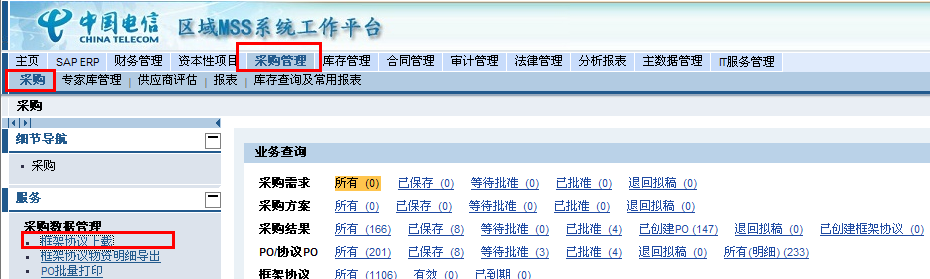 中国电信 区域MSS系统工作平台
CHINA TELECOM
主页 SAP ERP 财务管理 资本性项目 采购管理 库存管理 合同管理 审计管理 法律管理 分析报表 主数据管理 IT服务管理
采购 专家库管理 供应商评估 报表 库存查询及常用报表
采购
细节导航
采购
服务
采购数据管理
框架协议上载
框架协议物资明细导出
PO批量打印
业务查询
采购需求 所有 (0) 已保存 (0) 等待批准 (0) 已批准 (0) 退回拟稿 (0)
采购方案 所有 (0) 已保存 (0) 等待批准 (0) 已批准 (0) 退回拟稿 (0)
采购结果 所有 (166) 已保存 (8) 等待批准 (0) 已批准 (4) 已创建PO (147) 已创建框架协议 (0)
PO/协议PO 所有 (201) 已保存 (8) 等待批准 (3) 已批准 (4) 退回拟稿 (0) 所有(明细) (233)
框架协议 所有 (1106) 有效 (0) 已到期 (0)